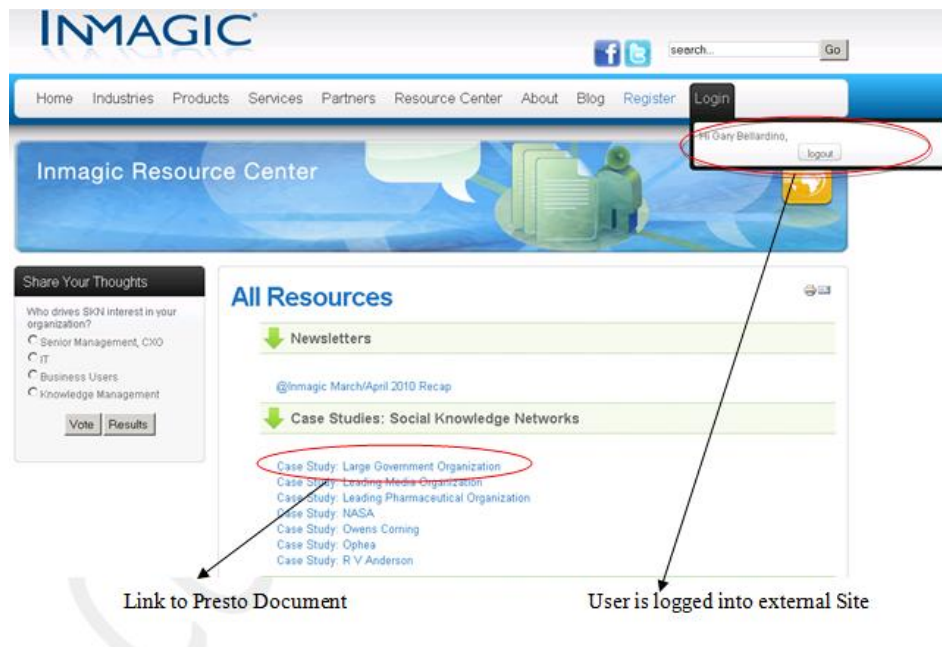 INMAGIC
search...
Go
Home Industries Products Services Partners Resource Center About Blog Register Login
Hi Gary Bellardino,
logout
Inmagic Resource Center
Share Your Thoughts
Who drives SKN interest in your
organization?
Senior Management, CXO
IT
Business Users
Knowledge Management
Vote Results
All Resources
Newsletters
@Inmagic March/April 2010 Recap
Case Studies: Social Knowledge Networks
Case Study: Large Government Organization
Case Study: Leading Media Organization
Case Study: Leading Pharmaceutical Organization
Case Study: NASA
Case Study: Owens Corning
Case Study: Ophea
Case Study: R V Anderson
Link to Presto Document
User is logged into external Site